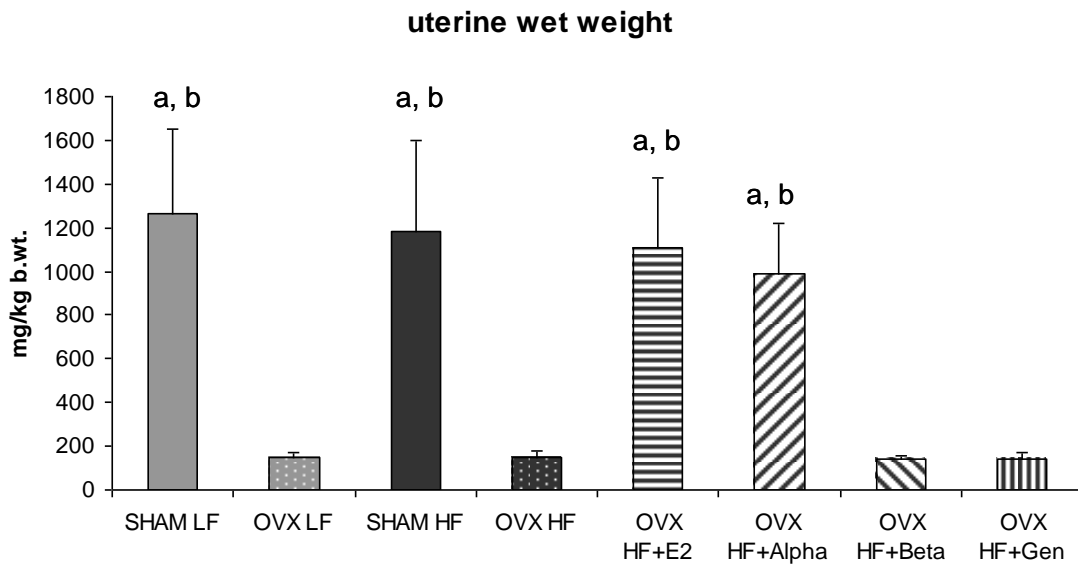 uterine wet weight
mg/kg b.wt.
1800
1600
1400
1200
1000
800
600
400
200
0
a, b
a, b
a, b
a, b
SHAM LF
OVX LF
SHAM HF
OVX HF
OVX
HF+E2
OVX
HF+Alpha
OVX
HF+Beta
OVX
HF+Gen